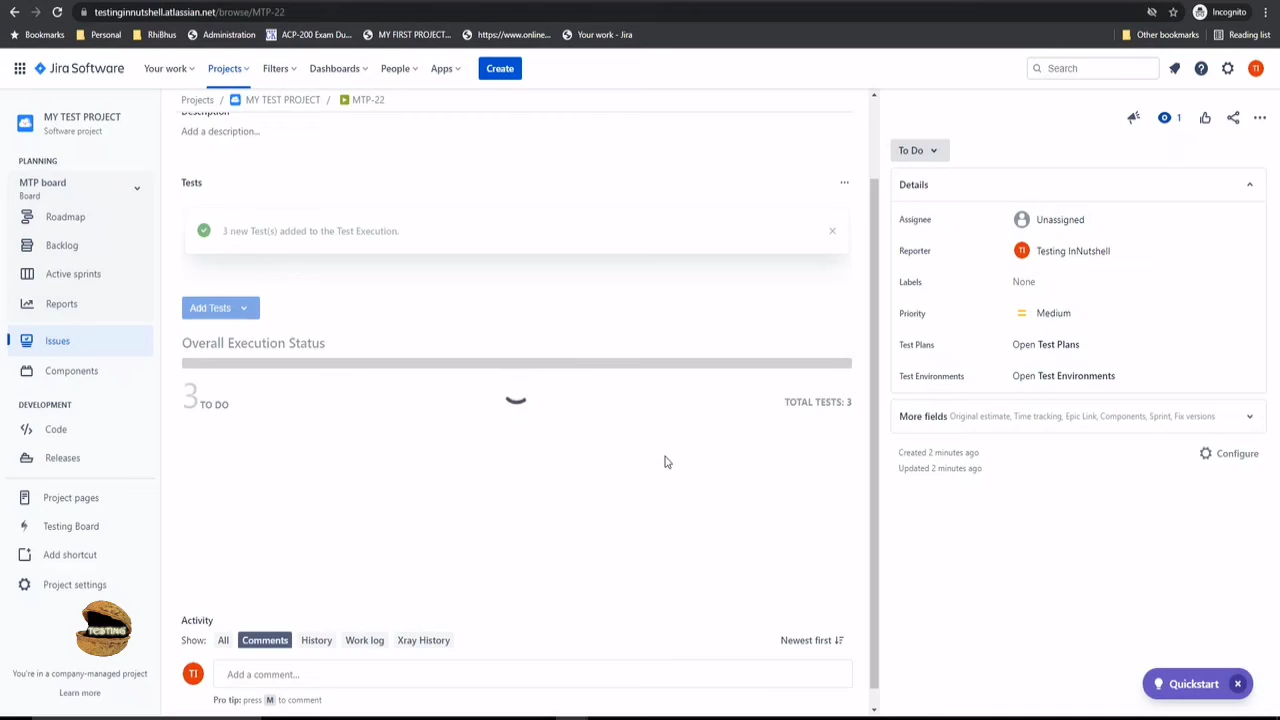 testinginnutshell.atlassian.net/browse/MTP-22
Incognito
Bookmarks
Personal
RhiBhus
Administration
ACP-200 Exam Du...
MY FIRST PROJECT...
https://www.online...
Your work - Jira
Other bookmarks
Reading list
Jira Software
Your work
Projects
Filters
Dashboards
People
Apps
Create
Search
TI
MY TEST PROJECT
Software project
PLANNING
MTP board
Board
Roadmap
Backlog
Active sprints
Reports
Issues
Components
DEVELOPMENT
Code
Releases
Project pages
Testing Board
Add shortcut
Project settings
TESTING
You're in a company-managed project
Learn more
Projects / MY TEST PROJECT / MTP-22
Description
Add a description...
Tests
3 new Test(s) added to the Test Execution.
Add Tests
Overall Execution Status
3 TO DO
TOTAL TESTS: 3
Activity
Show: All Comments History Work log Xray History
Newest first
TI
Add a comment...
Pro tip: press M to comment
1
To Do
Details
Assignee
Unassigned
Reporter
TI
Testing InNutshell
Labels
None
Priority
Medium
Test Plans
Open Test Plans
Test Environments
Open Test Environments
More fields Original estimate, Time tracking, Epic Link, Components, Sprint, Fix versions
Created 2 minutes ago
Updated 2 minutes ago
Configure
Quickstart